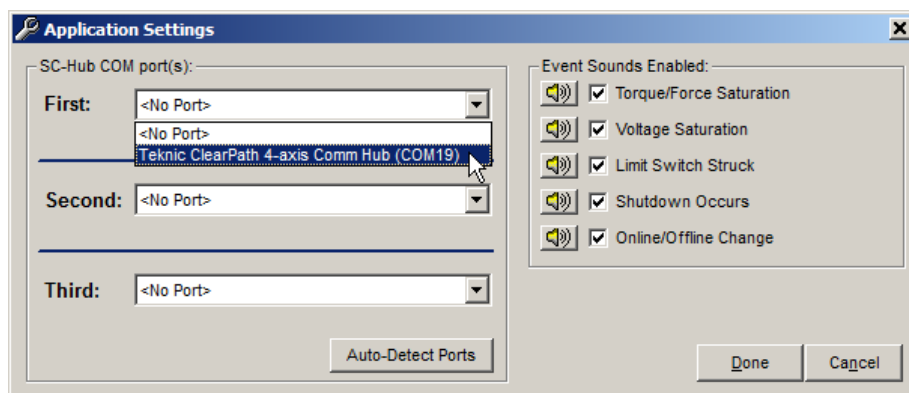 Application Settings
SC-Hub COM port(s):
First:
<No Port>
<No Port>
Teknic ClearPath 4-axis Comm Hub (COM19)
Second:
<No Port>
Third:
<No Port>
Auto-Detect Ports
Event Sounds Enabled:
Torque/Force Saturation
Voltage Saturation
Limit Switch Struck
Shutdown Occurs
Online/Offline Change
Done
Cancel